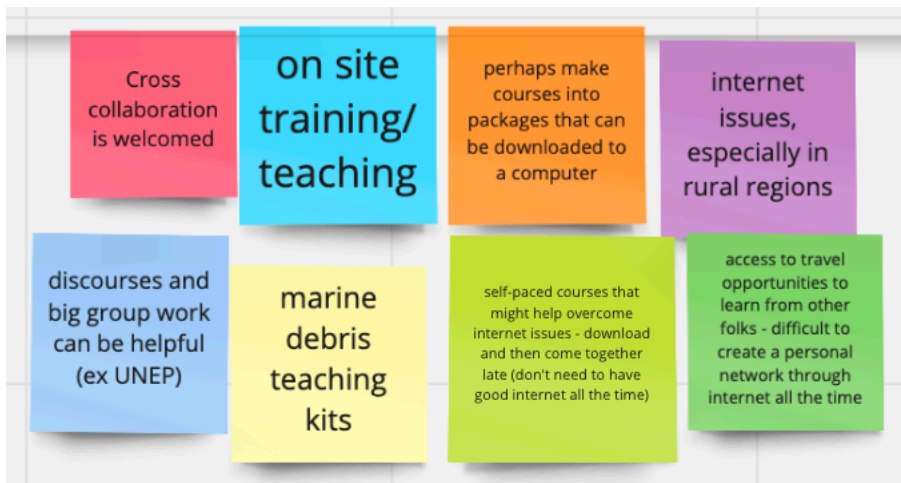 Cross
collaboration
is welcomed
on site
training/
teaching
perhaps make
courses into
packages that can
be downloaded to
a computer
internet
issues,
especially in
rural regions
discourses and
big group work
can be helpful
(ex UNEP)
marine
debris
teaching
kits
self-paced courses that
might help overcome
internet issues - download
and then come together
late (don't need to have
good internet all the time)
access to travel
opportunities to
learn from other
folks - difficult to
create a personal
network through
internet all the time